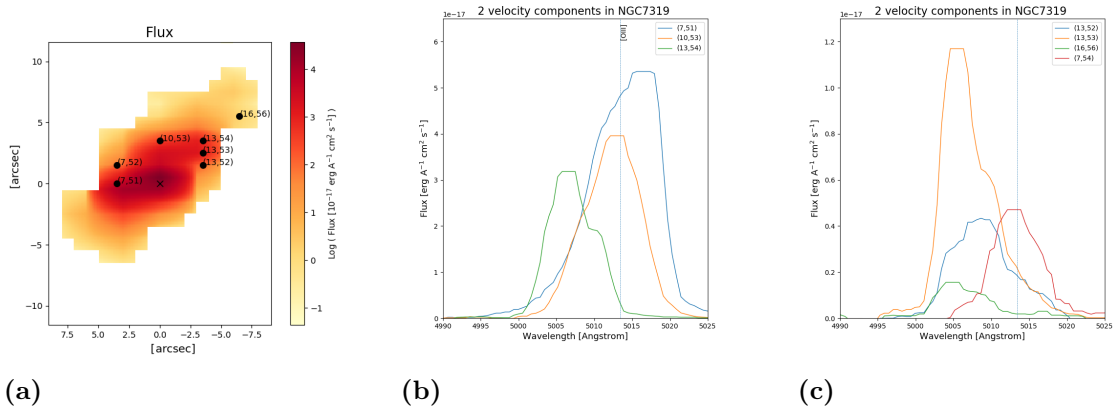 Flux
10
5
0
−5
−10
7.5 5.0 2.5 0.0 −2.5 −5.0 −7.5
[arcsec]
[arcsec]
(16,56)
(10,53)
(13,54)
(13,53)
(13,52)
(7,52)
(7,51)
4
3
2
1
0
−1
Log ( Flux [10⁻¹⁷ erg A⁻¹ cm² s⁻¹] )
(a)
2 velocity components in NGC7319
1e−17
6
5
4
3
2
1
0
4990 4995 5000 5005 5010 5015 5020 5025
Wavelength [Angstrom]
Flux [erg A⁻¹ cm² s⁻¹]
[OIII]
(7,51)
(10,53)
(13,54)
(b)
2 velocity components in NGC7319
1e−17
1.2
1.0
0.8
0.6
0.4
0.2
0.0
4990 4995 5000 5005 5010 5015 5020 5025
Wavelength [Angstrom]
Flux [erg A⁻¹ cm² s⁻¹]
(13,52)
(13,53)
(16,56)
(7,54)
(c)